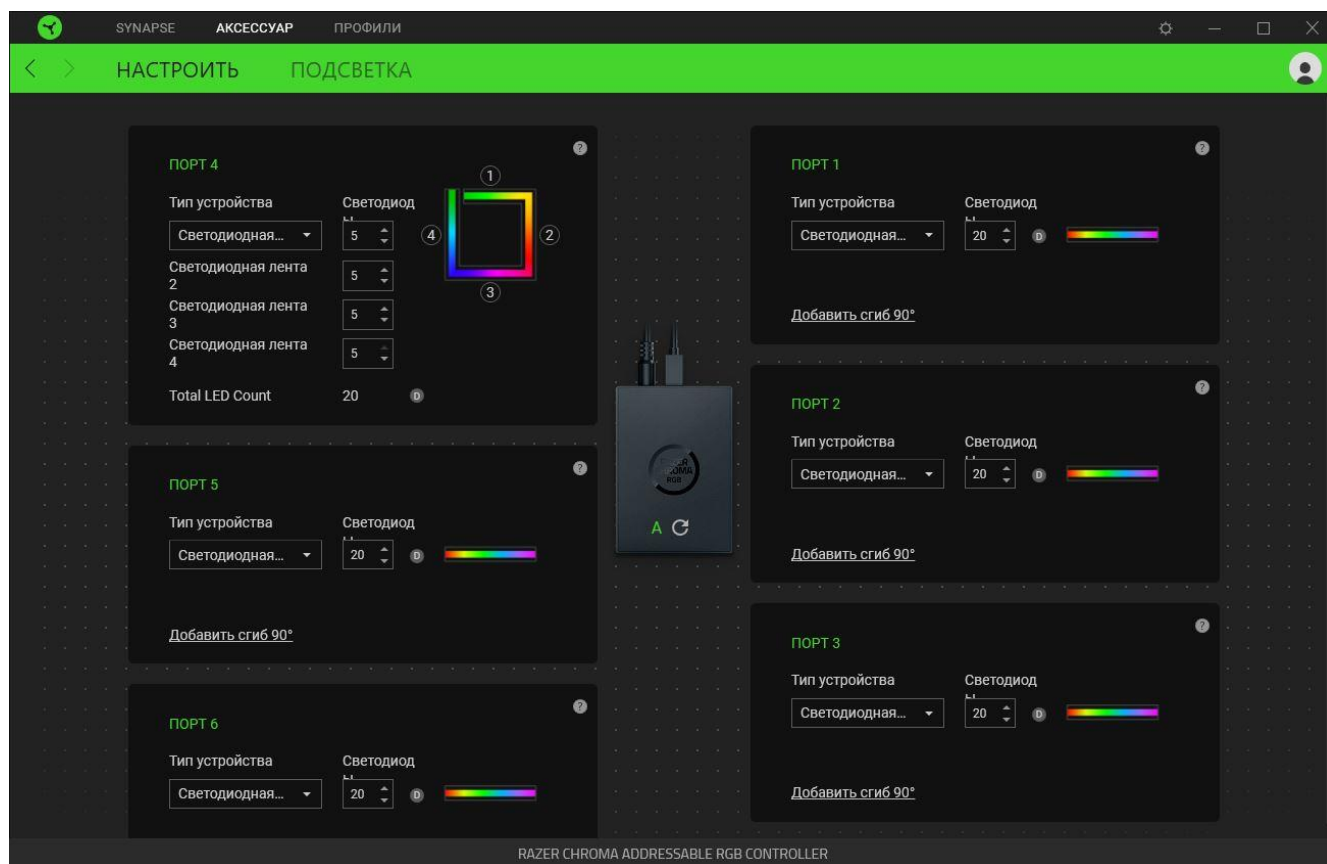 SYNAPSE АКСЕССУАР ПРОФИЛИ
НАСТРОИТЬ ПОДСВЕТКА
ПОРТ 4
Тип устройства Светодиод
Светодиодная... 5
Светодиодная лента
2
5
Светодиодная лента
3
5
Светодиодная лента
4
5
Total LED Count 20 D
1
2
3
4
ПОРТ 5
Тип устройства Светодиод
Светодиодная... 20 D
Добавить сгиб 90°
ПОРТ 6
Тип устройства Светодиод
Светодиодная... 20 D
A
ПОРТ 1
Тип устройства Светодиод
Светодиодная... 20 D
Добавить сгиб 90°
ПОРТ 2
Тип устройства Светодиод
Светодиодная... 20 D
Добавить сгиб 90°
ПОРТ 3
Тип устройства Светодиод
Светодиодная... 20 D
Добавить сгиб 90°
RAZER CHROMA ADDRESSABLE RGB CONTROLLER